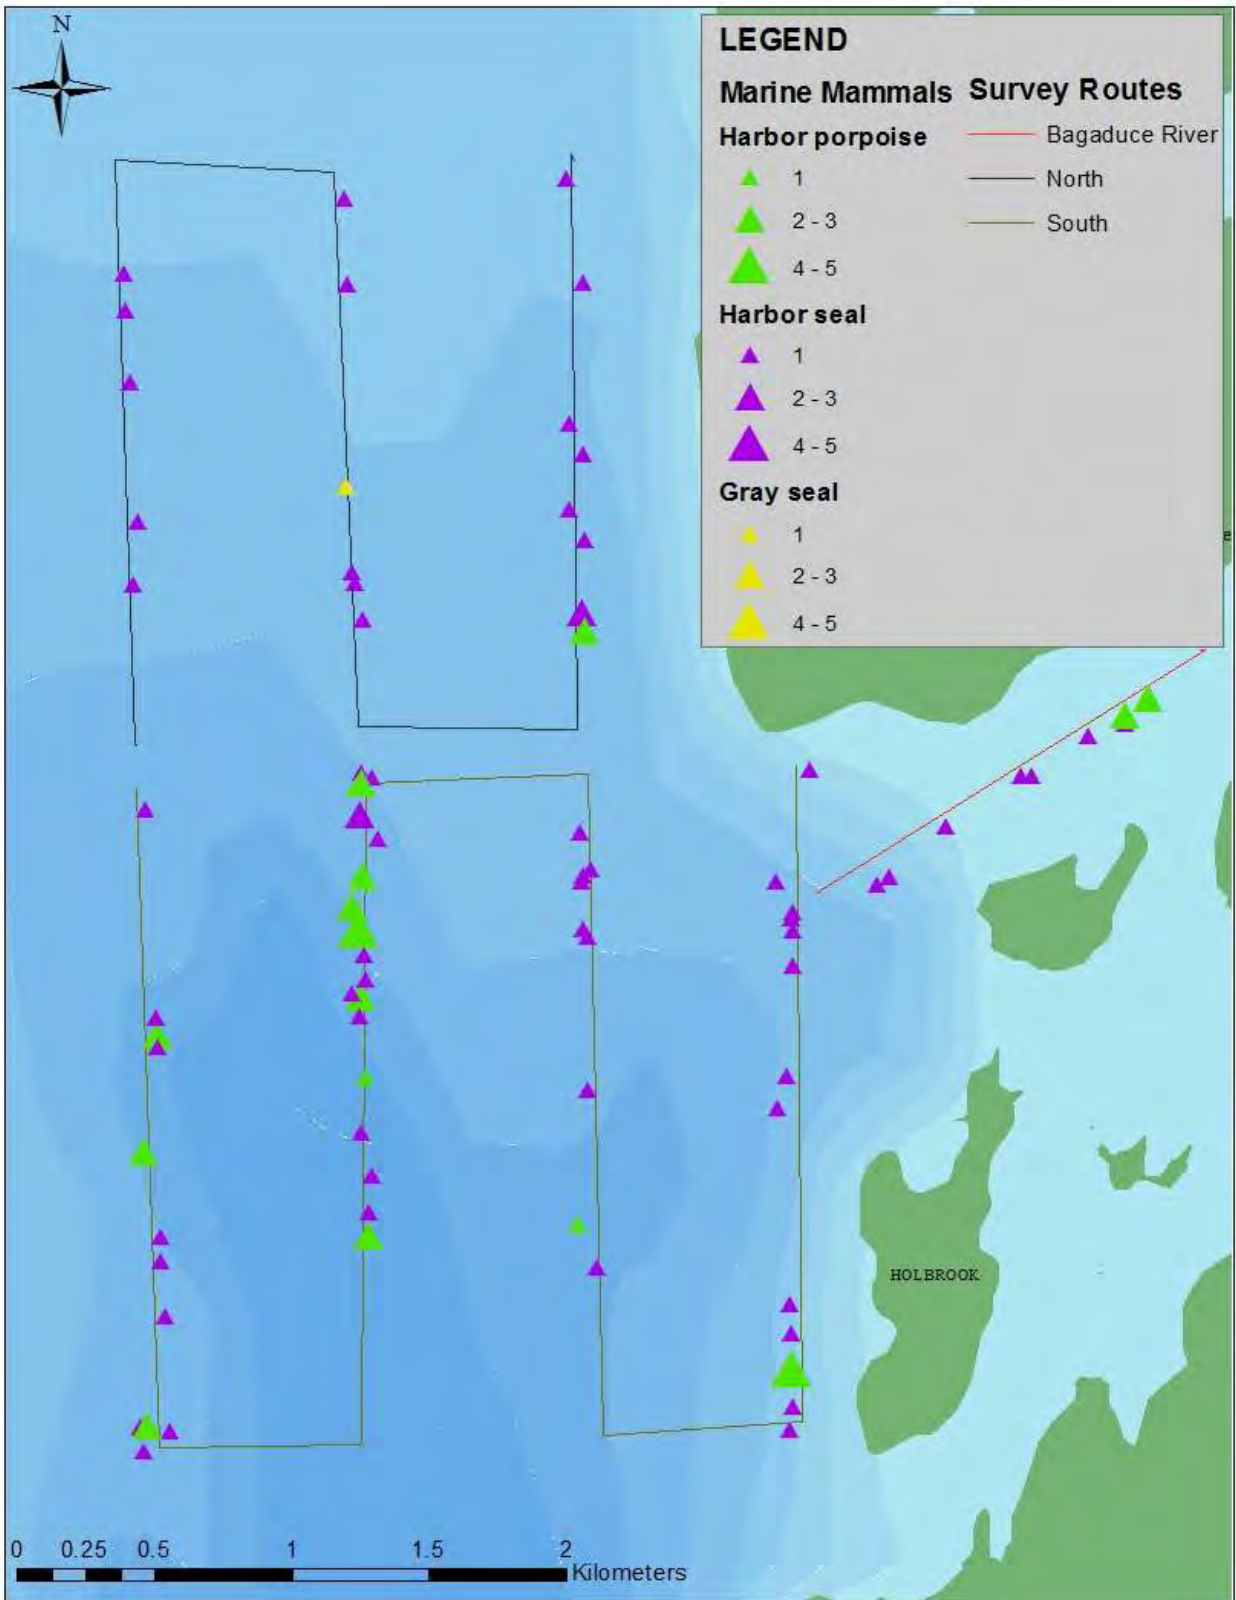 N
LEGEND
Marine Mammals Survey Routes
Harbor porpoise
Bagaduce River
1
North
2 - 3
South
4 - 5
Harbor seal
1
2 - 3
4 - 5
Gray seal
1
2 - 3
4 - 5
e
HOLBROOK
0 0.25 0.5 1 1.5 2
Kilometers